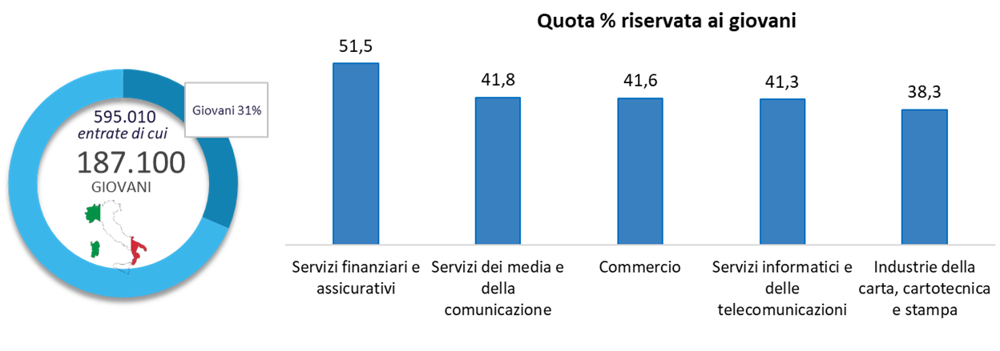 595.010
entrate di cui
187.100
GIOVANI
Giovani 31%
Quota % riservata ai giovani
51,5
41,8
41,6
41,3
38,3
Servizi finanziari e
assicurativi
Servizi dei media e
della
comunicazione
Commercio
Servizi informatici e
delle
telecomunicazioni
Industrie della
carta, cartotecnica
e stampa